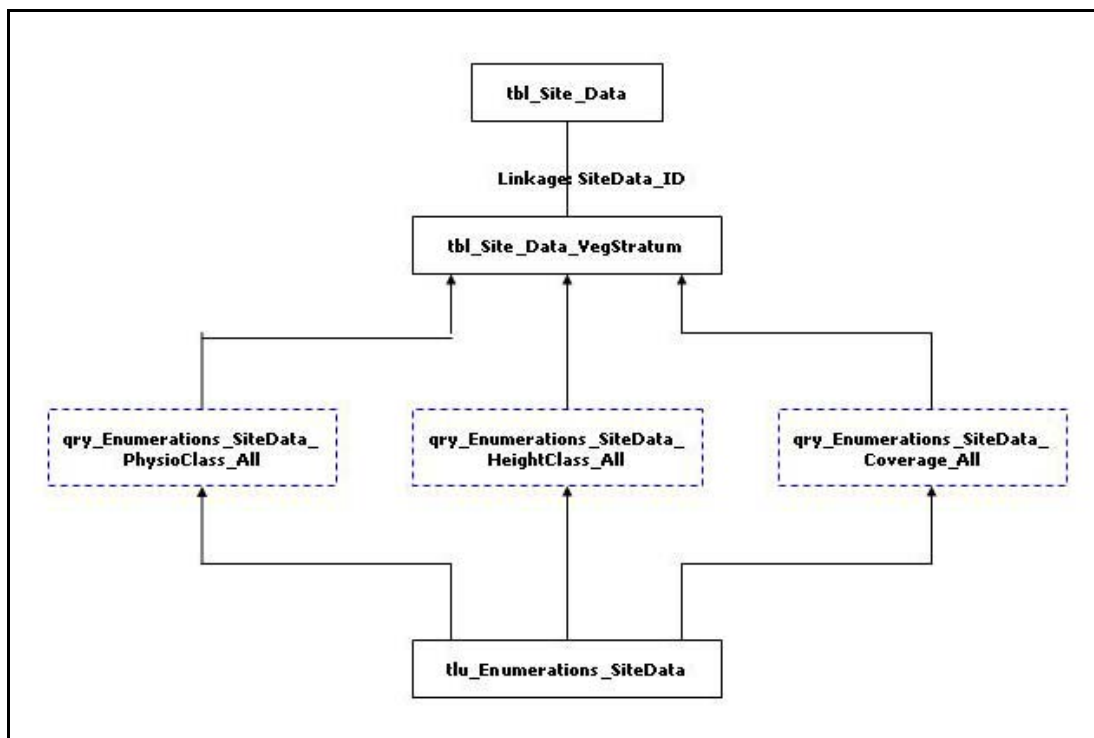 tbl_Site_Data
Linkage: SiteData_ID
tbl_Site_Data_VegStratum
qry_Enumerations_SiteData_
PhysioClass_All
qry_Enumerations_SiteData_
HeightClass_All
qry_Enumerations_SiteData_
Coverage_All
tlu_Enumerations_SiteData